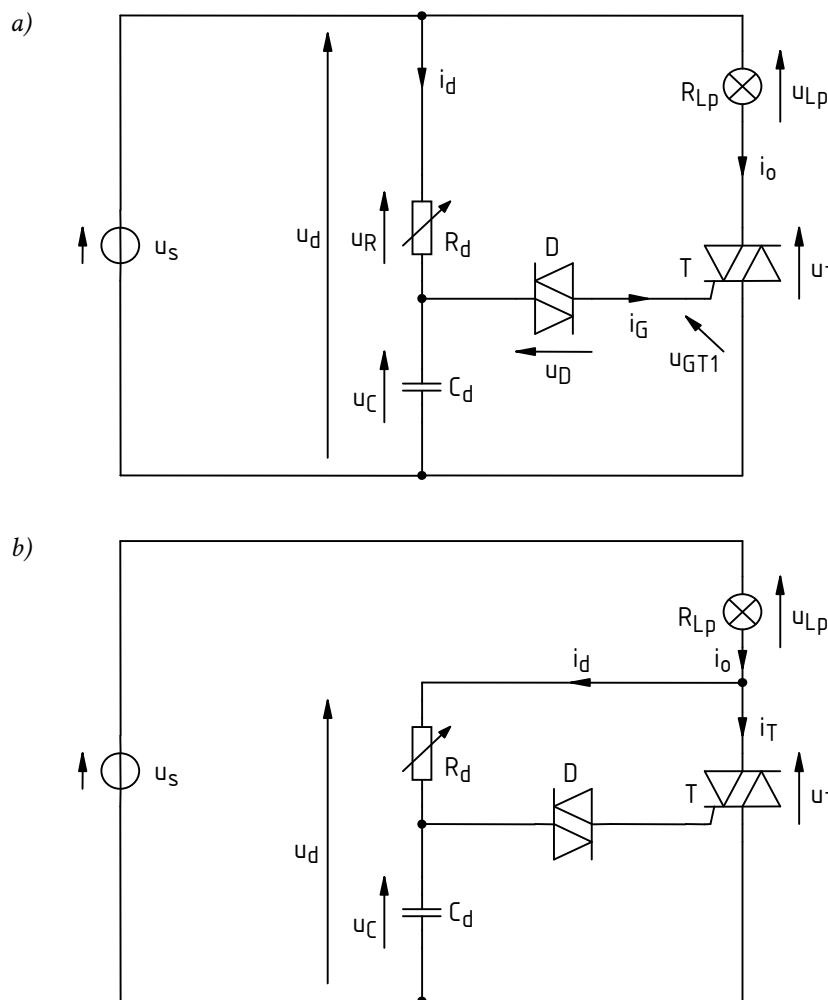 a)
i_d
R_Lp
u_Lp
i_o
u_d
u_R
R_d
D
T
u_s
i_G
u_GT1
u_D
u_C
C_d
b)
R_Lp
u_Lp
i_d
i_o
i_T
R_d
D
T
u_s
u_d
u_C
C_d